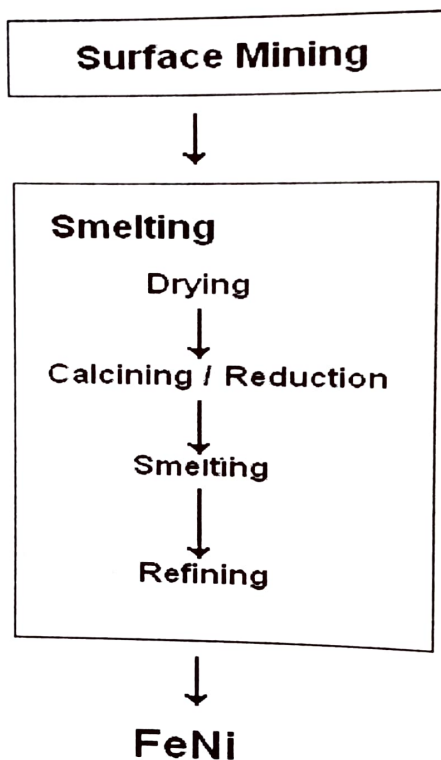 Surface Mining
Smelting
Drying
Calcining / Reduction
Smelting
Refining
FeNi